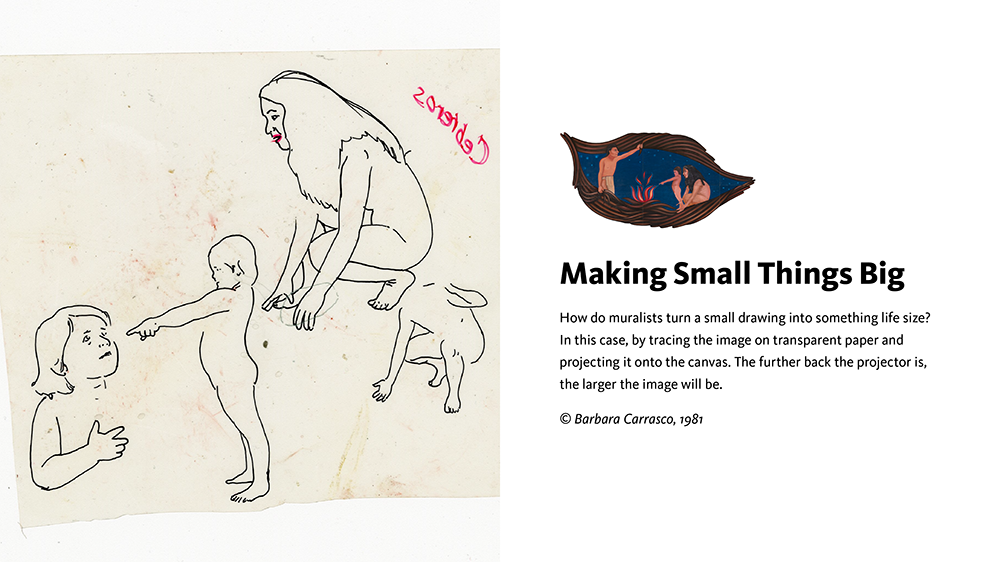 Cebreros
Making Small Things Big
How do muralists turn a small drawing into something life size?
In this case, by tracing the image on transparent paper and
projecting it onto the canvas. The further back the projector is,
the larger the image will be.
© Barbara Carrasco, 1981